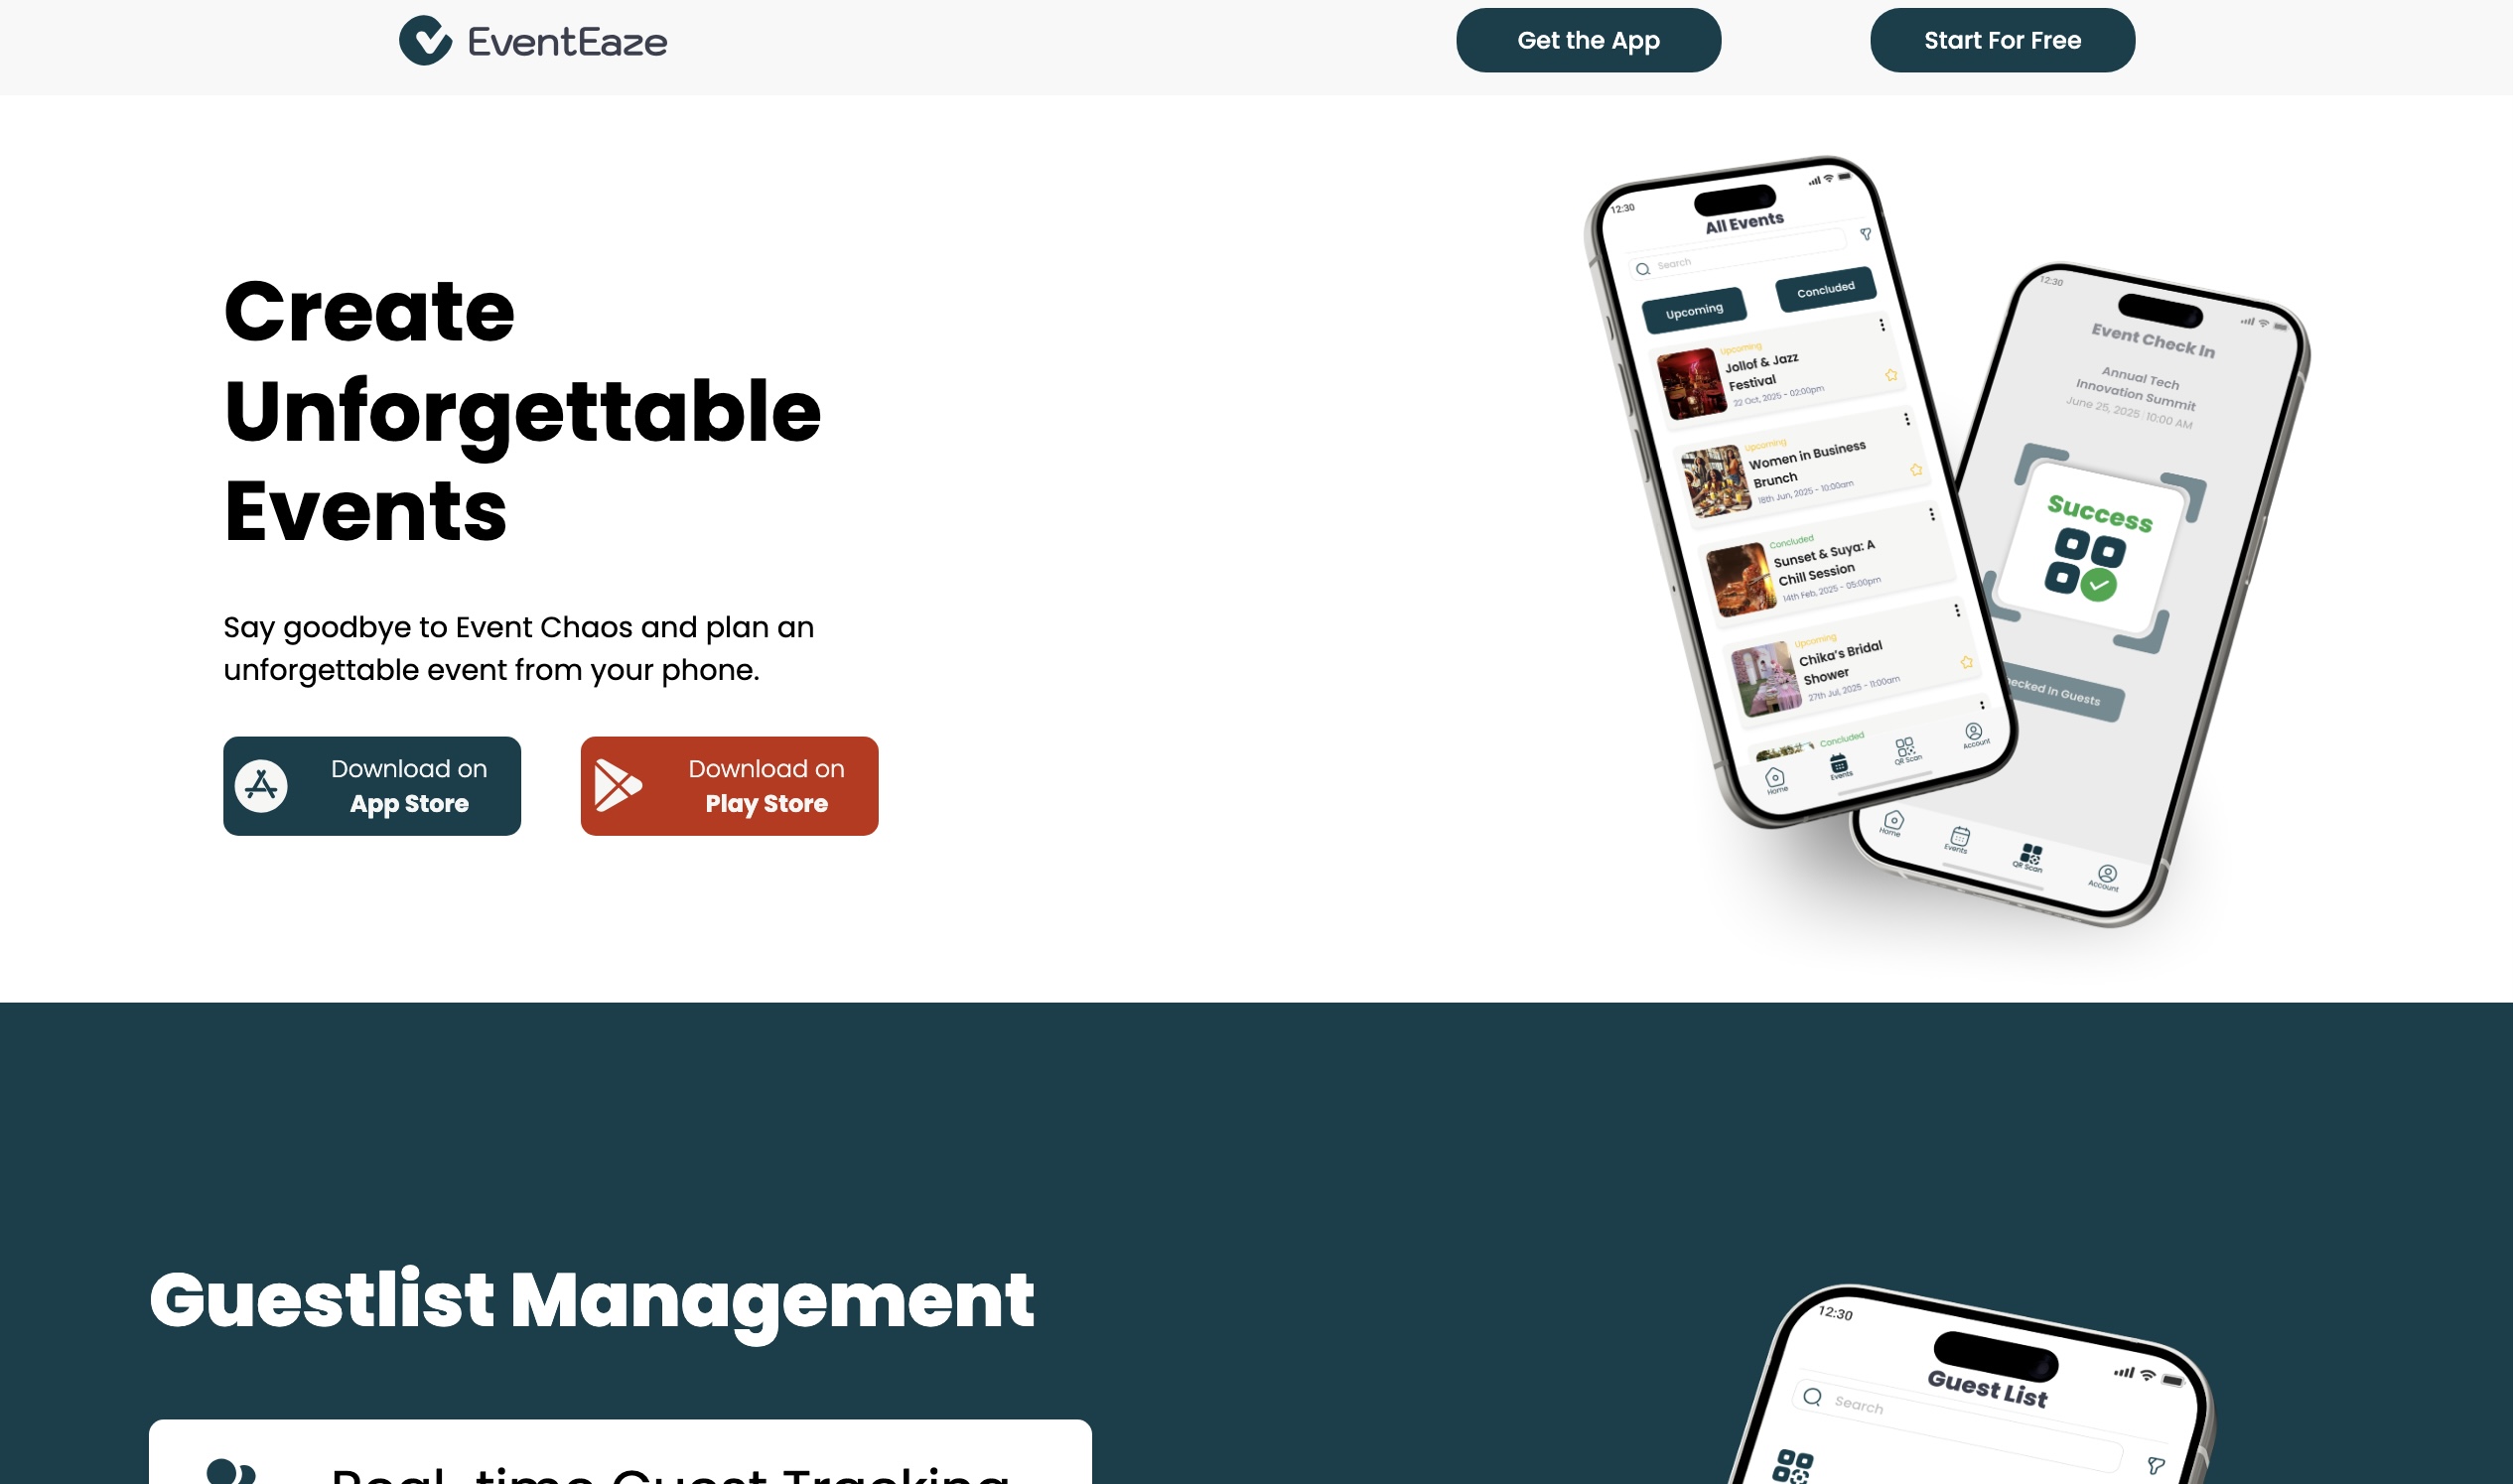 EventEaze
Get the App
Start For Free
Create
Unforgettable
Events
Say goodbye to Event Chaos and plan an
unforgettable event from your phone.
Download on
App Store
Download on
Play Store
12:30
All Events
Search
Upcoming
Concluded
Upcoming
Jollof & Jazz
Festival
22 Oct, 2025 - 02:00pm
Upcoming
Women in Business
Brunch
18th Jun, 2025 - 10:00am
Concluded
Sunset & Suya: A
Chill Session
14th Feb, 2025 - 05:00pm
Upcoming
Chika's Bridal
Shower
27th Jul, 2025 - 11:00am
Concluded
Home
Events
QR Scan
Account
12:30
Event Check In
Annual Tech
Innovation Summit
June 25, 2025 10:00 AM
Success
In Guests
Home
Events
QR Scan
Account
Guestlist Management
Real-time Guest Tracking
12:30
Guest List
Search